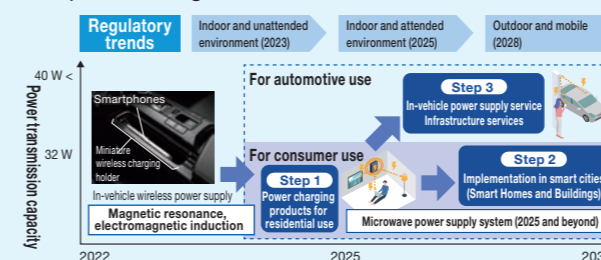 Regulatory
trends
Indoor and unattended
environment (2023)
Indoor and attended
environment (2025)
Outdoor and mobile
(2028)
Power transmission capacity
40 W <
32 W
Smartphones
Miniature
wireless charging
holder
In-vehicle wireless power supply
Magnetic resonance,
electromagnetic induction
For automotive use
Step 3
In-vehicle power supply service
Infrastructure services
For consumer use
Step 1
Power charging
products for
residential use
Step 2
Implementation in smart cities
(Smart Homes and Buildings)
Microwave power supply system (2025 and beyond)
2022
2025